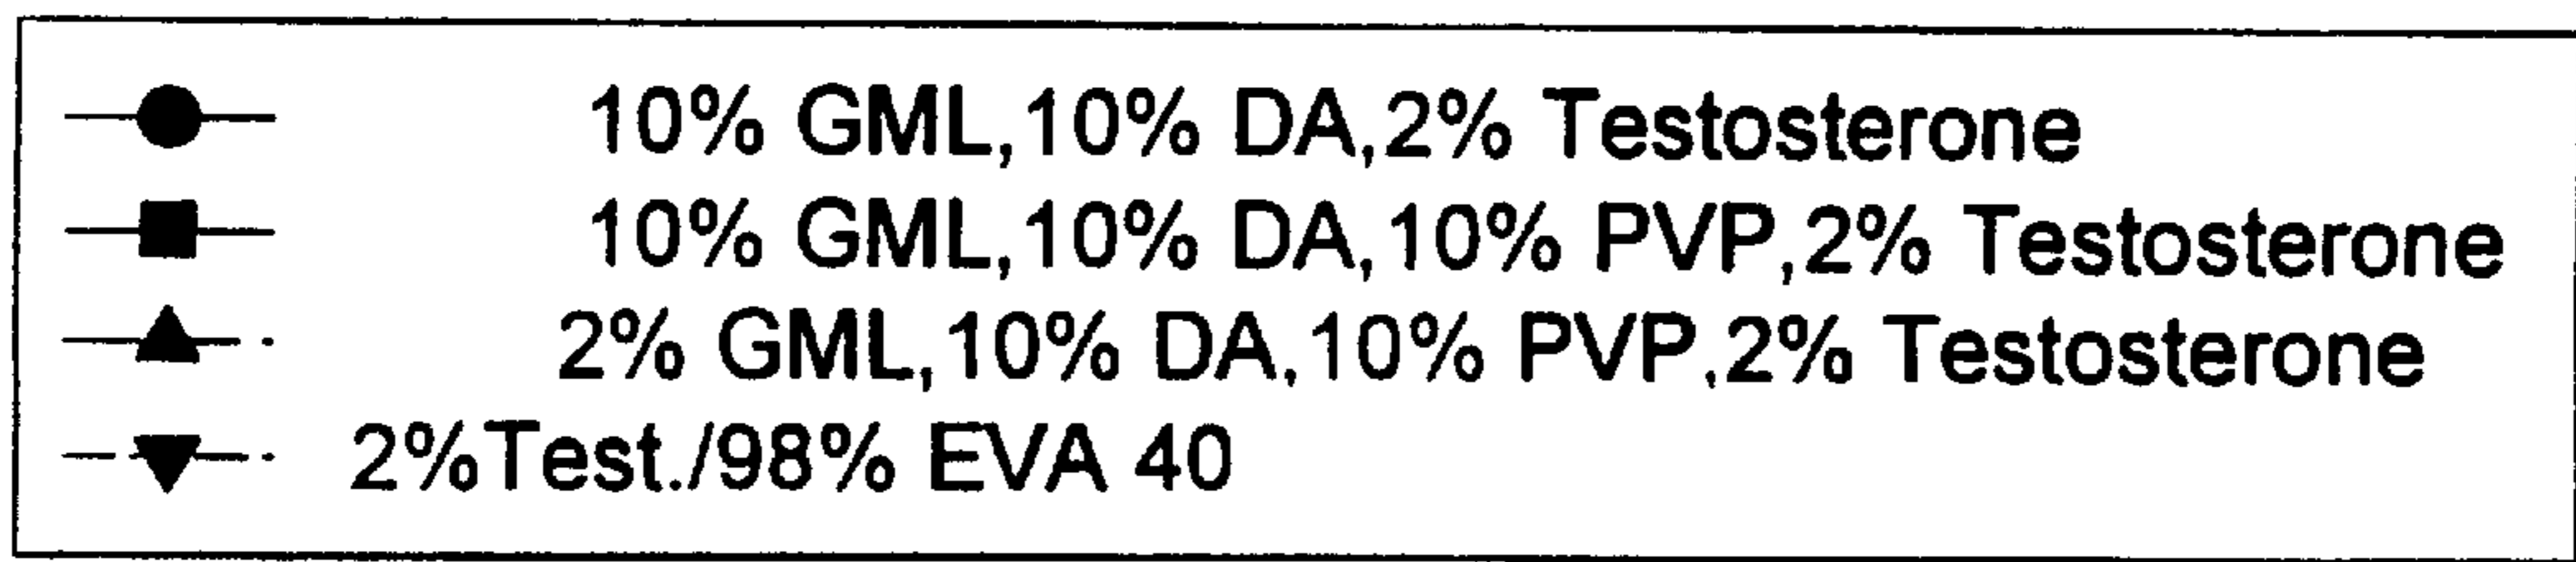 10% GML,10% DA,2% Testosterone
10% GML,10% DA,10% PVP,2% Testosterone
2% GML,10% DA,10% PVP,2% Testosterone
2%Test./98% EVA 40